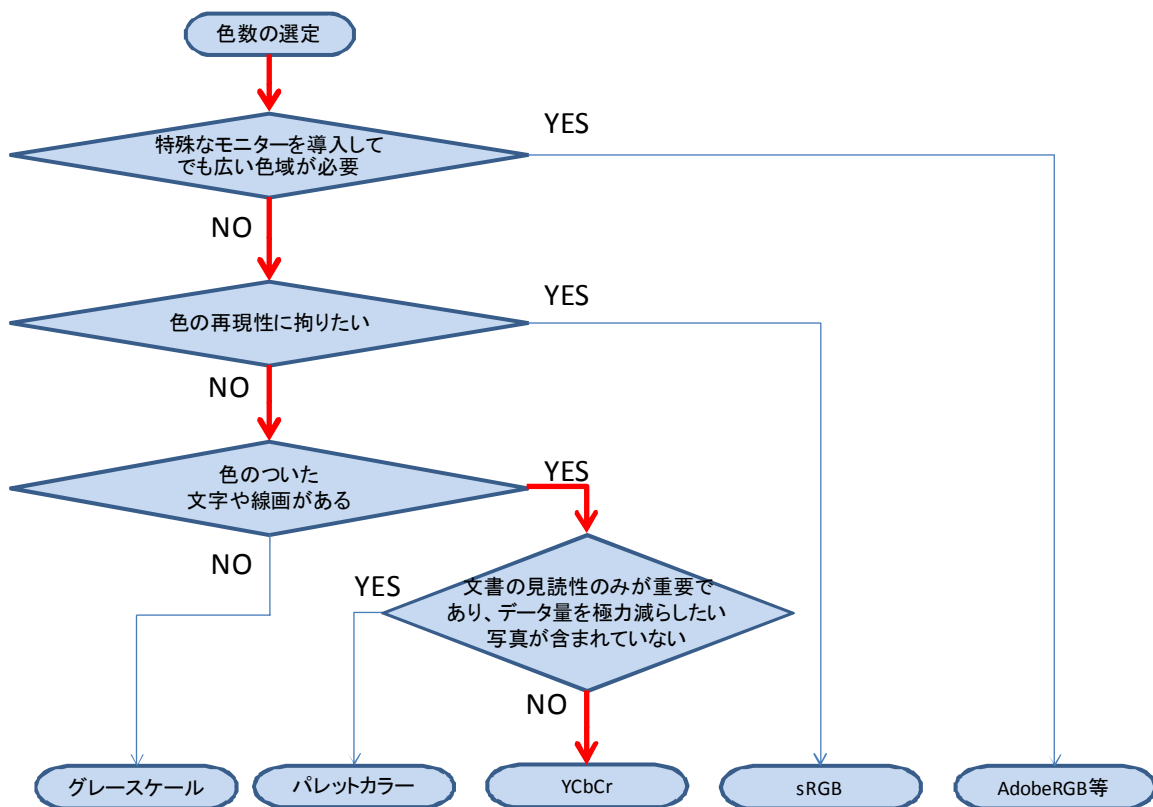 色数の選定
特殊なモニターを導入して
でも広い色域が必要
YES
NO
色の再現性に拘りたい
YES
NO
色のついた
文字や線画がある
YES
NO
文書の見読性のみが重要で
あり、データ量を極力減らしたい
写真が含まれていない
YES
NO
グレースケール
パレットカラー
YCbCr
sRGB
AdobeRGB等